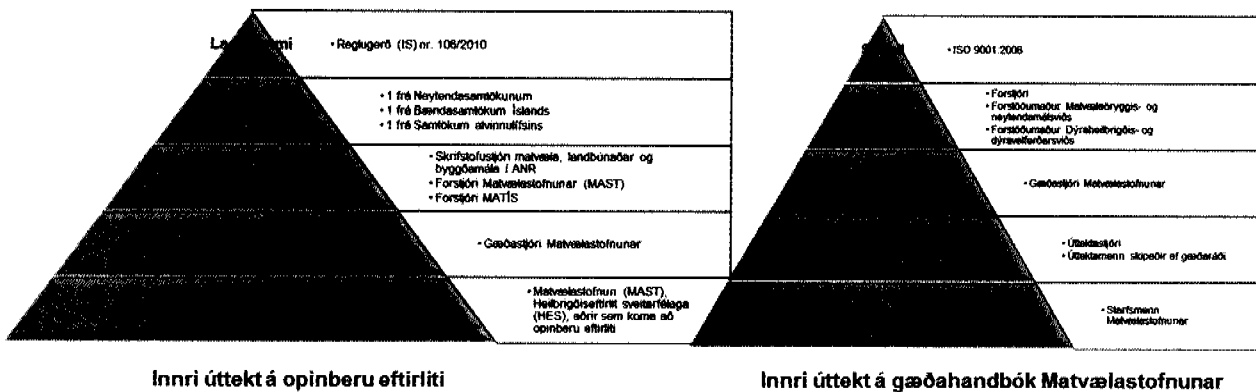 • Reglugerð (IS) nr. 106/2010
• 1 frá Neytendasamtökunum
• 1 frá Bændasamtökum Íslands
• 1 frá Samtökum atvinnulífsins
• Skrifstofustjóri matvæla, landbúnaðar og
byggðamála í ANR
• Forstjóri Matvælastofnunar (MAST)
• Forstjóri MATÍS
• Gæðastjóri Matvælastofnunar
• Matvælastofnun (MAST),
Heilbrigðiseftirlit sveitarfélaga
(HES), aðrir sem koma að
opinberu eftirliti
Innri úttekt á opinberu eftirliti
• ISO 9001:2008
• Forstjóri
• Forstöðumaður Matvælaöryggis- og
neytendamálsviðs
• Forstöðumaður Dýraheilbrigðis- og
dýravelferðarsviðs
• Gæðastjóri Matvælastofnunar
• Úttektastjóri
• Úttektamenn skipaðir af gæðaráði
• Starfsmenn
Matvælastofnunar
Innri úttekt á gæðahandbók Matvælastofnunar